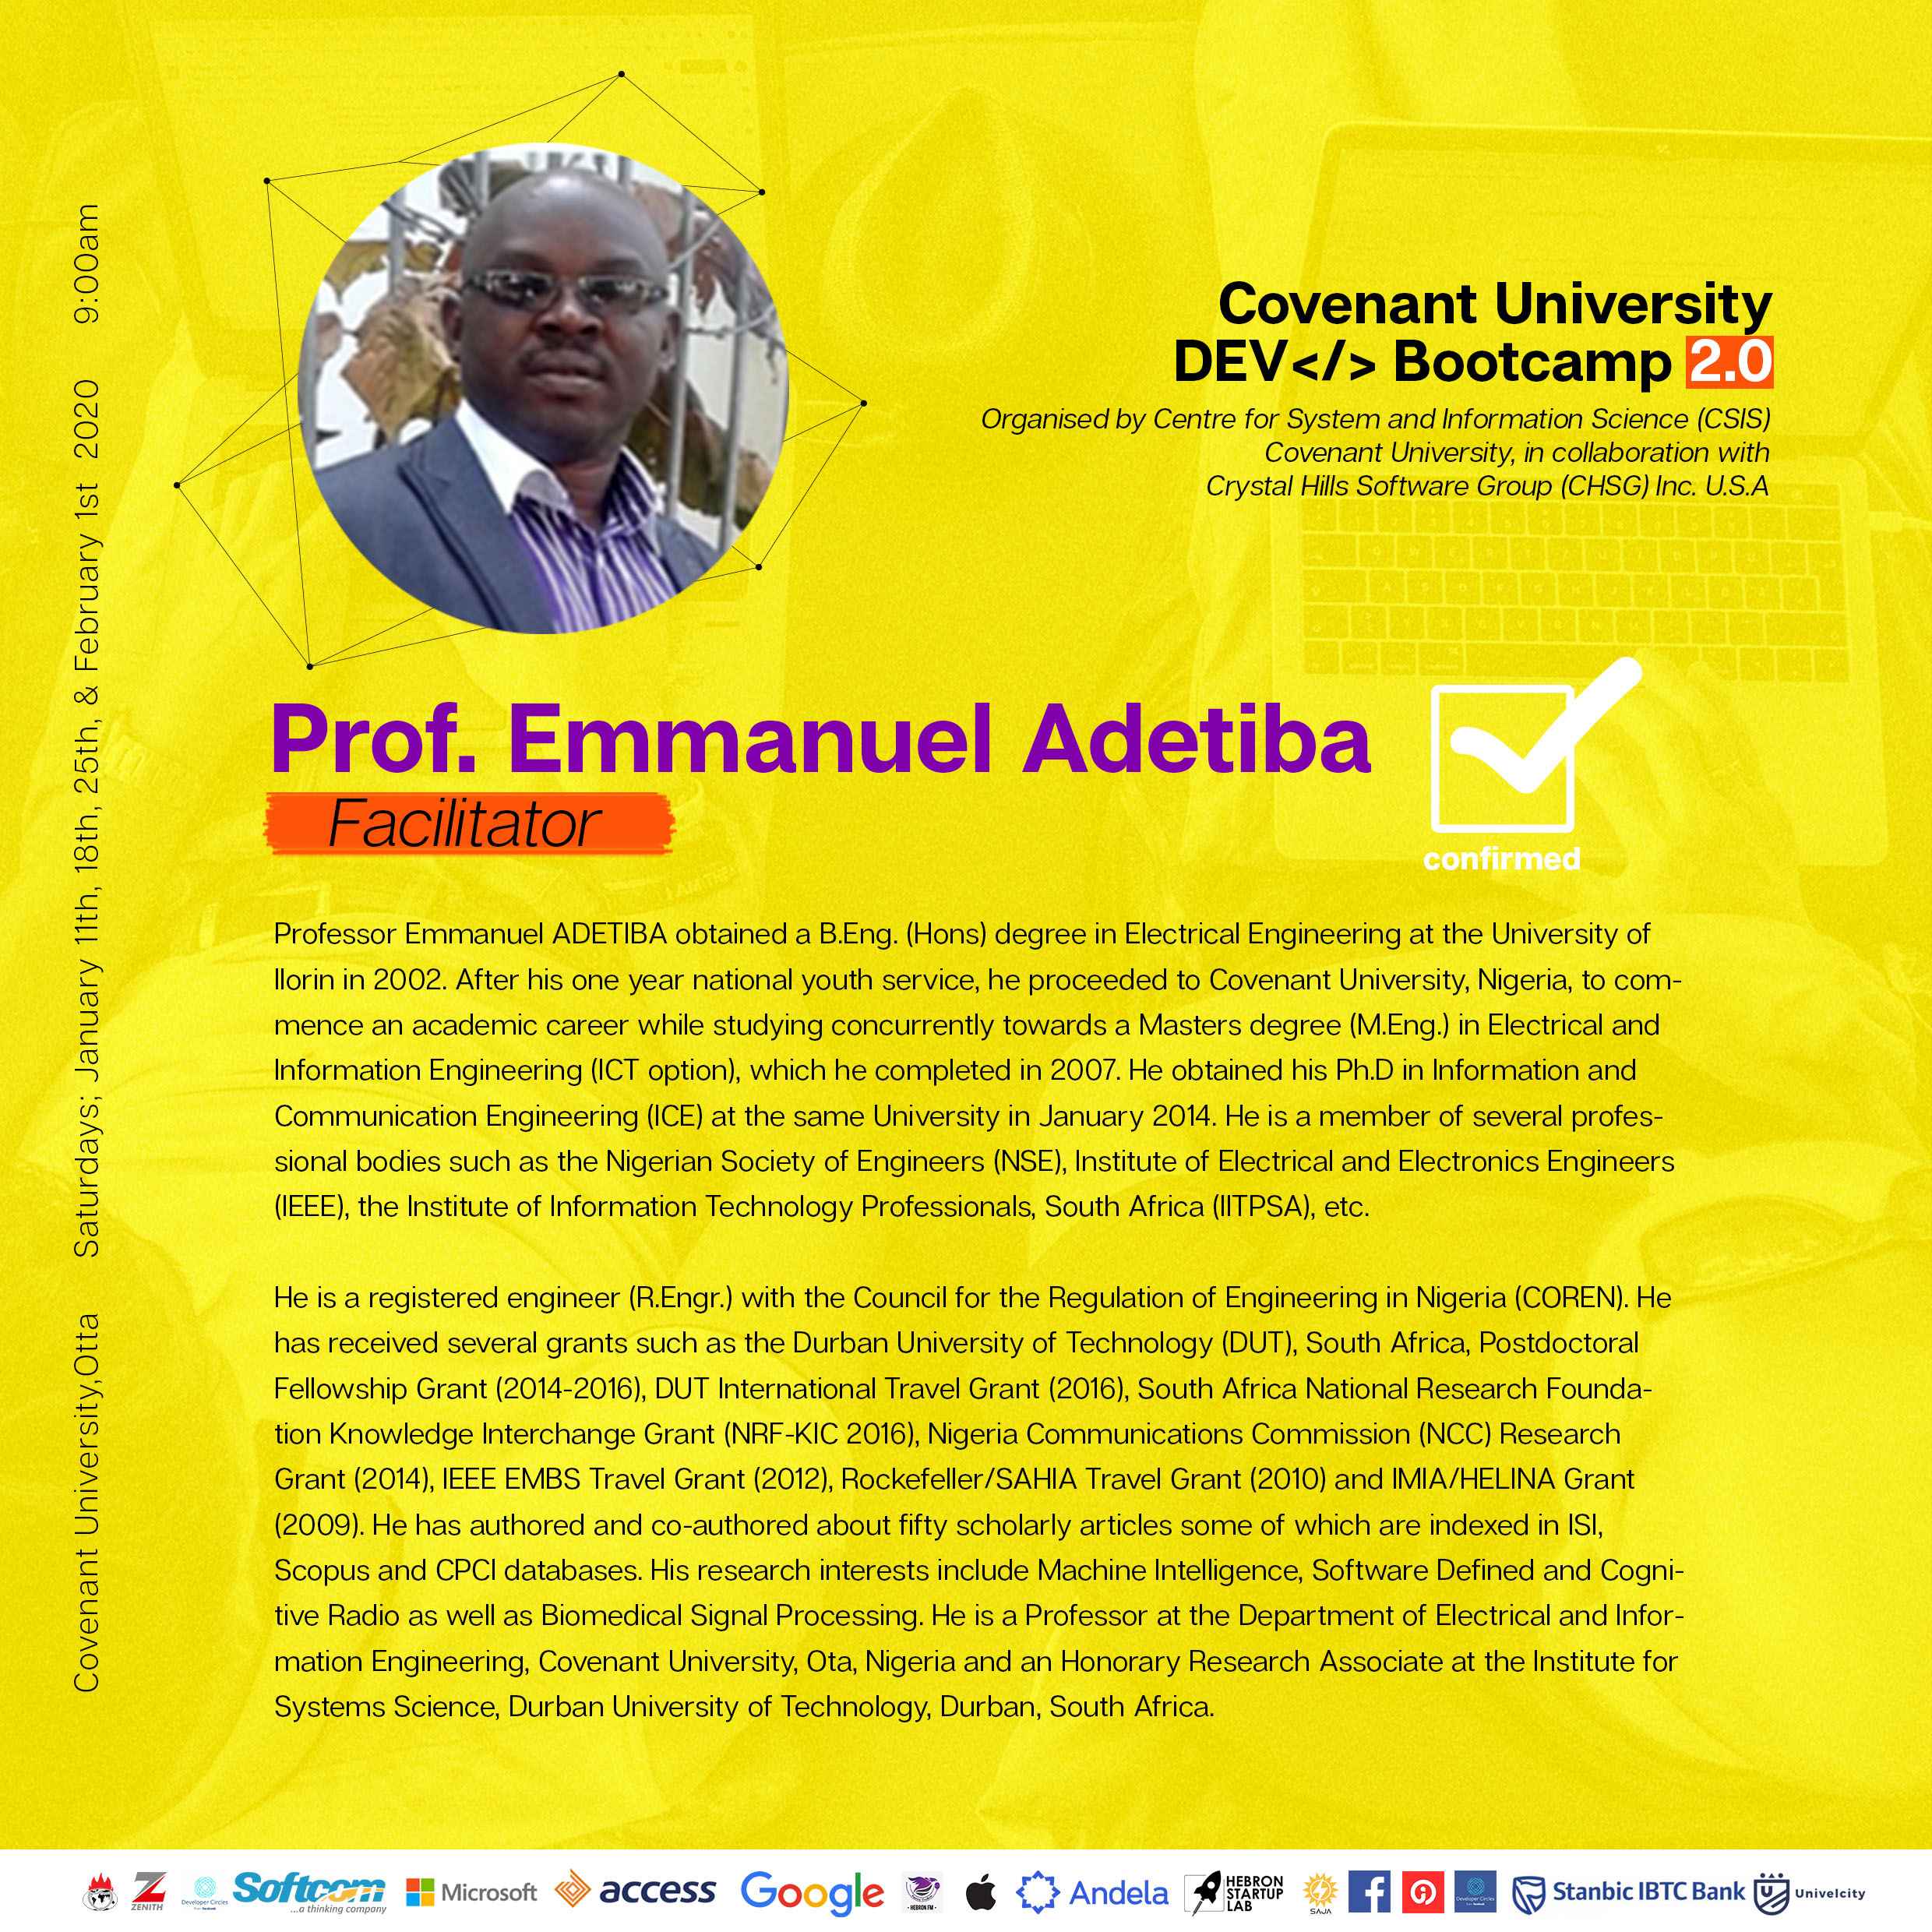 Covenant University
DEV</> Bootcamp 2.0
Organised by Centre for System and Information Science (CSIS)
Covenant University, in collaboration with
Crystal Hills Software Group (CHSG) Inc. U.S.A
Covenant University,Otta Saturdays; January 11th, 18th, 25th, & February 1st 2020 9:00am
Prof. Emmanuel Adetiba
Facilitator
confirmed
Professor Emmanuel ADETIBA obtained a B.Eng. (Hons) degree in Electrical Engineering at the University of
Ilorin in 2002. After his one year national youth service, he proceeded to Covenant University, Nigeria, to com-
mence an academic career while studying concurrently towards a Masters degree (M.Eng.) in Electrical and
Information Engineering (ICT option), which he completed in 2007. He obtained his Ph.D in Information and
Communication Engineering (ICE) at the same University in January 2014. He is a member of several profes-
sional bodies such as the Nigerian Society of Engineers (NSE), Institute of Electrical and Electronics Engineers
(IEEE), the Institute of Information Technology Professionals, South Africa (IITPSA), etc.
He is a registered engineer (R.Engr.) with the Council for the Regulation of Engineering in Nigeria (COREN). He
has received several grants such as the Durban University of Technology (DUT), South Africa, Postdoctoral
Fellowship Grant (2014-2016), DUT International Travel Grant (2016), South Africa National Research Founda-
tion Knowledge Interchange Grant (NRF-KIC 2016), Nigeria Communications Commission (NCC) Research
Grant (2014), IEEE EMBS Travel Grant (2012), Rockefeller/SAHIA Travel Grant (2010) and IMIA/HELINA Grant
(2009). He has authored and co-authored about fifty scholarly articles some of which are indexed in ISI,
Scopus and CPCI databases. His research interests include Machine Intelligence, Software Defined and Cogni-
tive Radio as well as Biomedical Signal Processing. He is a Professor at the Department of Electrical and Infor-
mation Engineering, Covenant University, Ota, Nigeria and an Honorary Research Associate at the Institute for
Systems Science, Durban University of Technology, Durban, South Africa.
ZENITH
Developer Circles
Softcom
...a thinking company
Microsoft
access
Google
HEBRON FM
Andela
HEBRON
STARTUP
LAB
SAJA
Developer Circles
Stanbic IBTC Bank
Univelcity